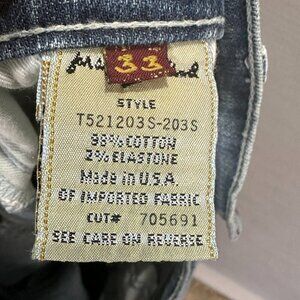 33
STYLE
T521203S-203S
98%COTTON
2%ELASTONE
MADE IN U.S.A.
OF IMPORTED FABRIC
CUT# 705691
SEE CARE ON REVERSE